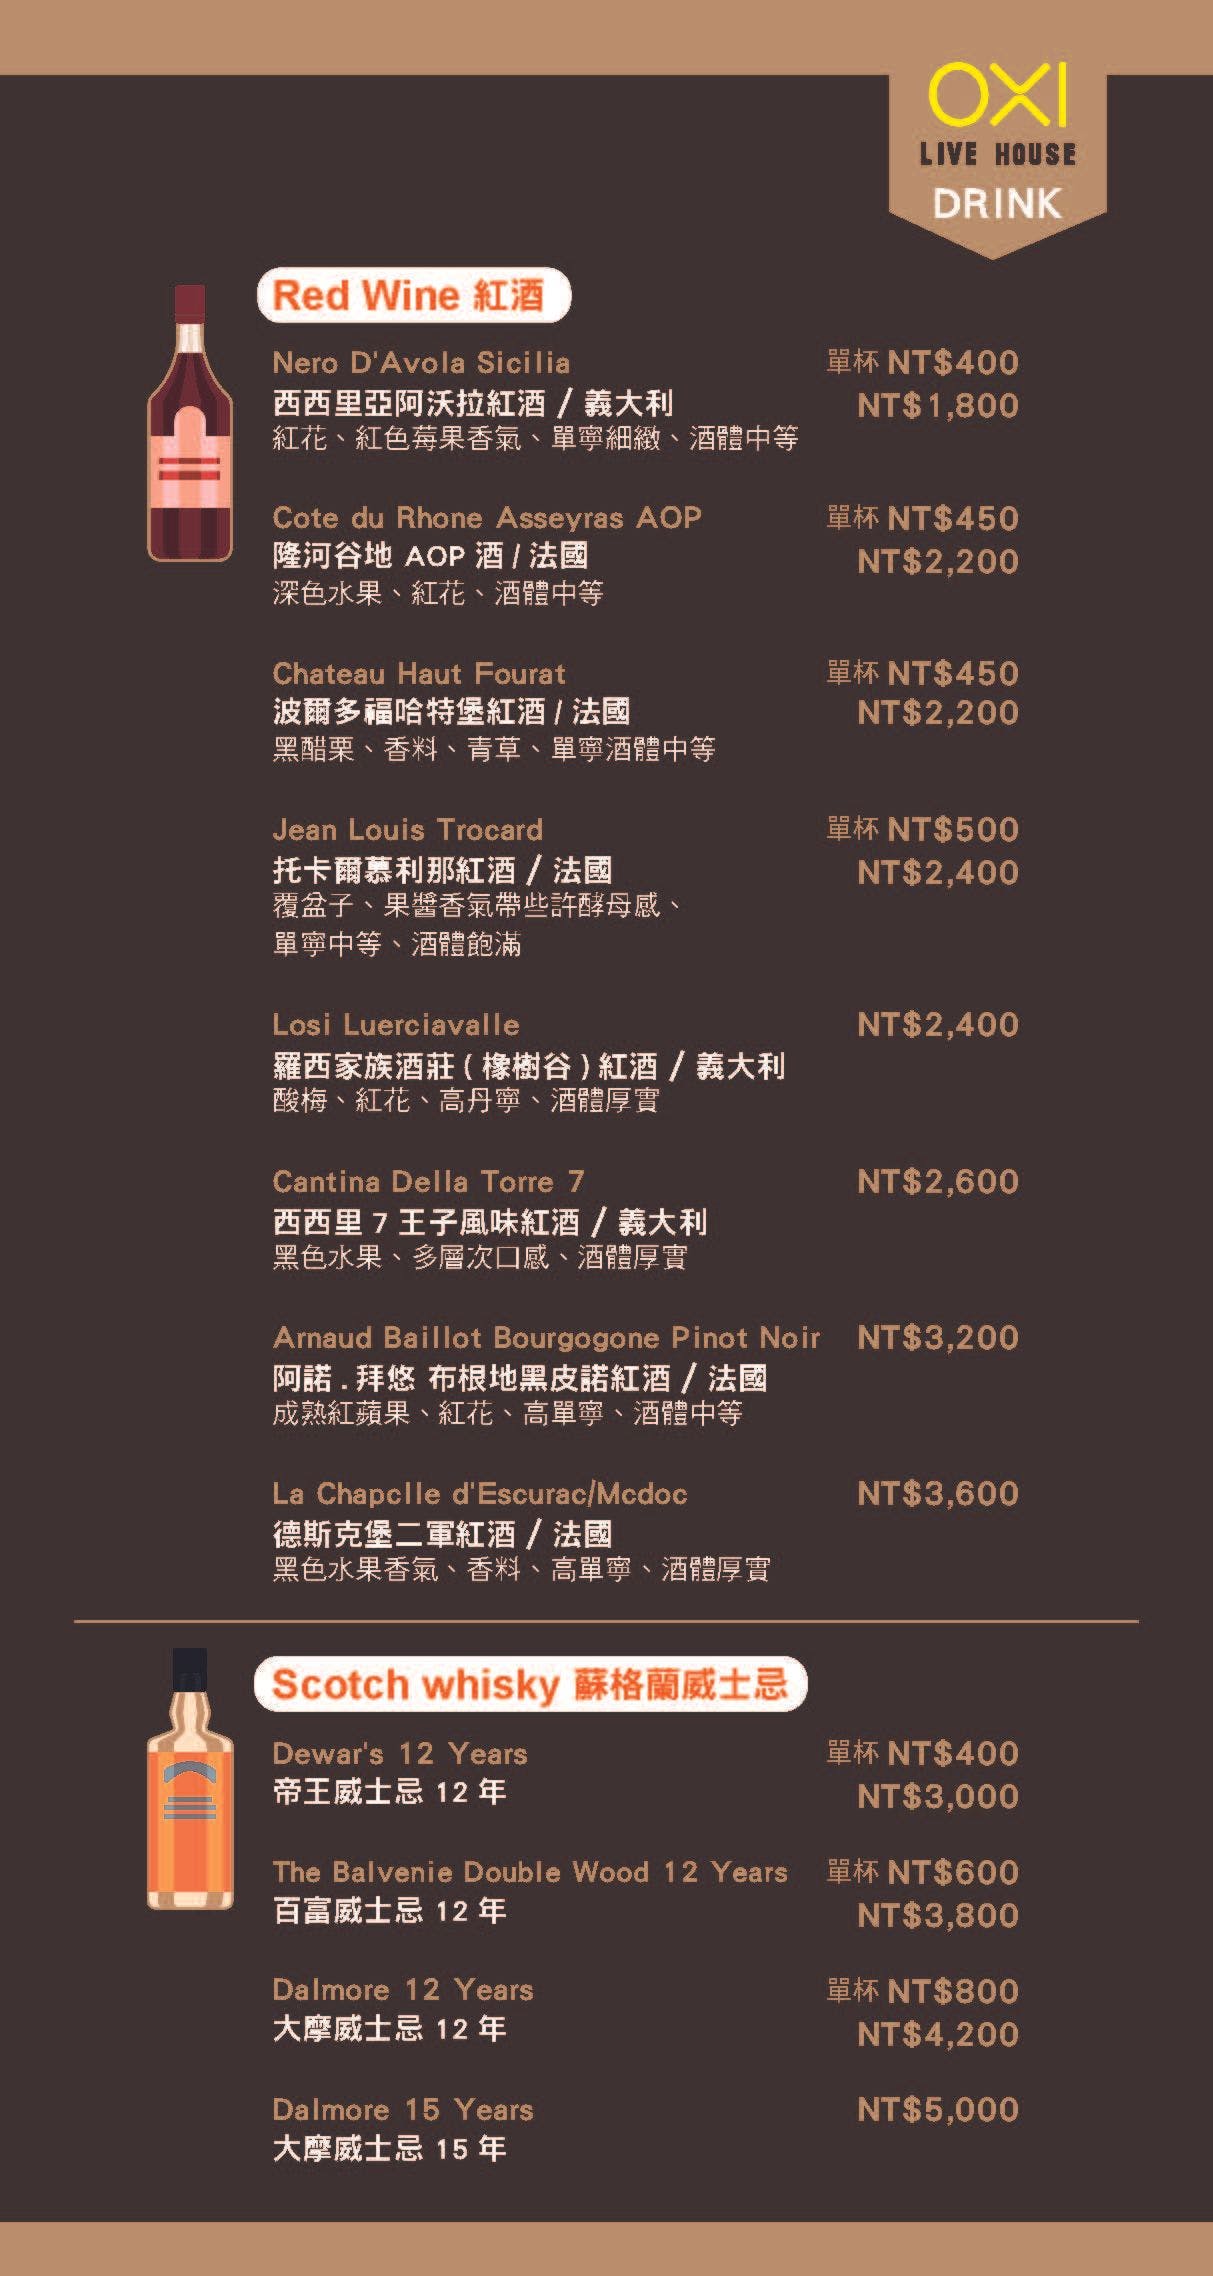 OXI
LIVE HOUSE
DRINK
Red Wine 紅酒
Nero D'Avola Sicilia 單杯 NT$400
西西里亞阿沃拉紅酒 / 義大利 NT$1,800
紅花、紅色莓果香氣、單寧細緻、酒體中等
Cote du Rhone Asseyras AOP 單杯 NT$450
隆河谷地 AOP 酒 / 法國 NT$2,200
深色水果、紅花、酒體中等
Chateau Haut Fourat 單杯 NT$450
波爾多福哈特堡紅酒 / 法國 NT$2,200
黑醋栗、香料、青草、單寧酒體中等
Jean Louis Trocard 單杯 NT$500
托卡爾慕利那紅酒 / 法國 NT$2,400
覆盆子、果醬香氣帶些許酵母感、
單寧中等、酒體飽滿
Losi Luerciavalle NT$2,400
羅西家族酒莊 ( 橡樹谷 ) 紅酒 / 義大利
酸梅、紅花、高丹寧、酒體厚實
Cantina Della Torre 7 NT$2,600
西西里 7 王子風味紅酒 / 義大利
黑色水果、多層次口感、酒體厚實
Arnaud Baillot Bourgogone Pinot Noir NT$3,200
阿諾 . 拜悠 布根地黑皮諾紅酒 / 法國
成熟紅蘋果、紅花、高單寧、酒體中等
La Chapclle d'Escurac/Mcdoc NT$3,600
德斯克堡二軍紅酒 / 法國
黑色水果香氣、香料、高單寧、酒體厚實
Scotch whisky 蘇格蘭威士忌
Dewar's 12 Years 單杯 NT$400
帝王威士忌 12 年 NT$3,000
The Balvenie Double Wood 12 Years 單杯 NT$600
百富威士忌 12 年 NT$3,800
Dalmore 12 Years 單杯 NT$800
大摩威士忌 12 年 NT$4,200
Dalmore 15 Years NT$5,000
大摩威士忌 15 年